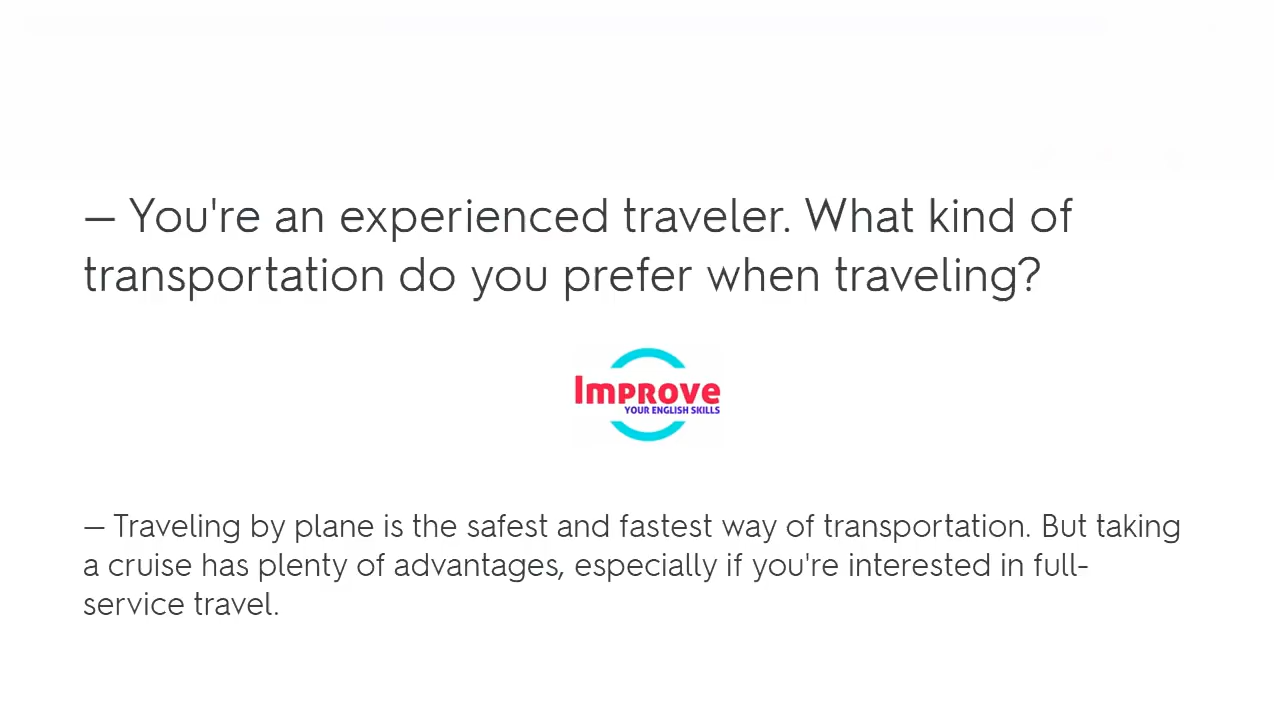 — You're an experienced traveler. What kind of
transportation do you prefer when traveling?
Improve
YOUR ENGLISH SKILLS
— Traveling by plane is the safest and fastest way of transportation. But taking
a cruise has plenty of advantages, especially if you're interested in full-
service travel.